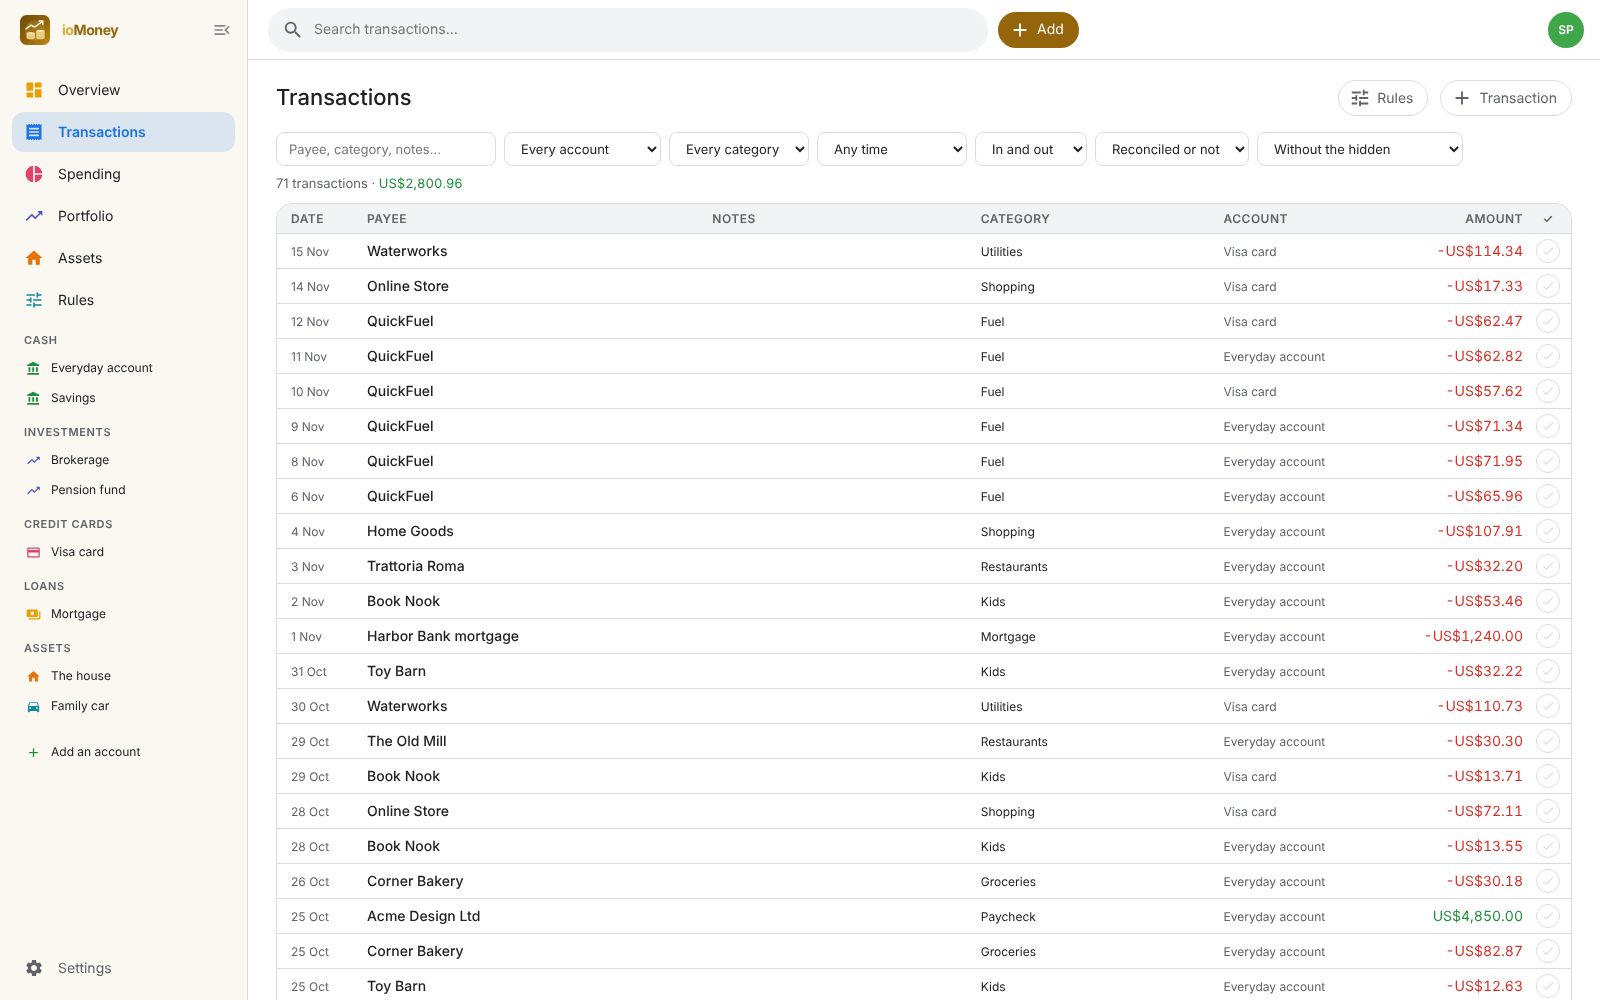 ioMoney
Search transactions...
Add
SP
Overview
Transactions
Spending
Portfolio
Assets
Rules
CASH
Everyday account
Savings
INVESTMENTS
Brokerage
Pension fund
CREDIT CARDS
Visa card
LOANS
Mortgage
ASSETS
The house
Family car
Add an account
Settings
Transactions
Rules
Transaction
Payee, category, notes... Every account Every category Any time In and out Reconciled or not Without the hidden
71 transactions · US$2,800.96
DATE PAYEE NOTES CATEGORY ACCOUNT AMOUNT
15 Nov Waterworks Utilities Visa card -US$114.34
14 Nov Online Store Shopping Visa card -US$17.33
12 Nov QuickFuel Fuel Visa card -US$62.47
11 Nov QuickFuel Fuel Everyday account -US$62.82
10 Nov QuickFuel Fuel Visa card -US$57.62
9 Nov QuickFuel Fuel Everyday account -US$71.34
8 Nov QuickFuel Fuel Everyday account -US$71.95
6 Nov QuickFuel Fuel Everyday account -US$65.96
4 Nov Home Goods Shopping Everyday account -US$107.91
3 Nov Trattoria Roma Restaurants Everyday account -US$32.20
2 Nov Book Nook Kids Everyday account -US$53.46
1 Nov Harbor Bank mortgage Mortgage Everyday account -US$1,240.00
31 Oct Toy Barn Kids Everyday account -US$32.22
30 Oct Waterworks Utilities Visa card -US$110.73
29 Oct The Old Mill Restaurants Everyday account -US$30.30
29 Oct Book Nook Kids Visa card -US$13.71
28 Oct Online Store Shopping Visa card -US$72.11
28 Oct Book Nook Kids Everyday account -US$13.55
26 Oct Corner Bakery Groceries Everyday account -US$30.18
25 Oct Acme Design Ltd Paycheck Everyday account US$4,850.00
25 Oct Corner Bakery Groceries Everyday account -US$82.87
25 Oct Toy Barn Kids Everyday account -US$12.63